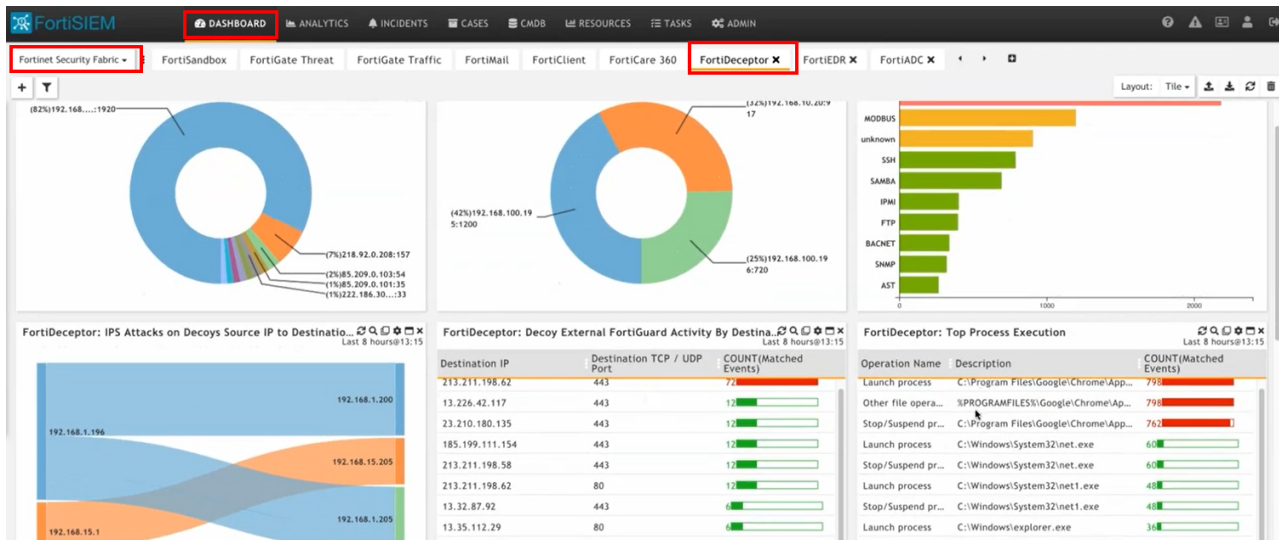 FortiSIEM
DASHBOARD ANALYTICS INCIDENTS CASES CMDB RESOURCES TASKS ADMIN
Fortinet Security Fabric FortiSandbox FortiGate Threat FortiGate Traffic FortiMail FortiClient FortiCare 360 FortiDeceptor FortiEDR FortiADC
Layout: Tile
(82%)192.168....:1920
(7%)218.92.0.208:157
(2%)85.209.0.103:54
(1%)85.209.0.101:35
(1%)222.186.30...:33
(32%)192.168.10.20:9
17
(42%)192.168.100.19
5:1200
(25%)192.168.100.19
6:720
MODBUS
unknown
SSH
SAMBA
IPMI
FTP
BACNET
SNMP
AST
0 1000 2000
FortiDeceptor: IPS Attacks on Decoys Source IP to Destinatio...
Last 8 hours@13:15
192.168.1.196
192.168.15.1
192.168.1.200
192.168.15.205
192.168.1.205
FortiDeceptor: Decoy External FortiGuard Activity By Destina...
Last 8 hours@13:15
Destination IP Destination TCP / UDP Port COUNT(Matched Events)
213.211.198.62 443 72
13.226.42.117 443 12
23.210.180.135 443 12
185.199.111.154 443 12
213.211.198.58 443 12
213.211.198.62 80 12
13.32.87.92 443 6
13.35.112.29 80 6
FortiDeceptor: Top Process Execution
Last 8 hours@13:15
Operation Name Description COUNT(Matched Events)
Launch process C:\Program Files\Google\Chrome\App... 798
Other file opera... %PROGRAMFILES%\Google\Chrome\Ap... 798
Stop/Suspend pr... C:\Program Files\Google\Chrome\App... 762
Launch process C:\Windows\System32\net.exe 60
Stop/Suspend pr... C:\Windows\System32\net.exe 60
Launch process C:\Windows\System32\net1.exe 48
Stop/Suspend pr... C:\Windows\System32\net1.exe 48
Launch process C:\Windows\explorer.exe 36